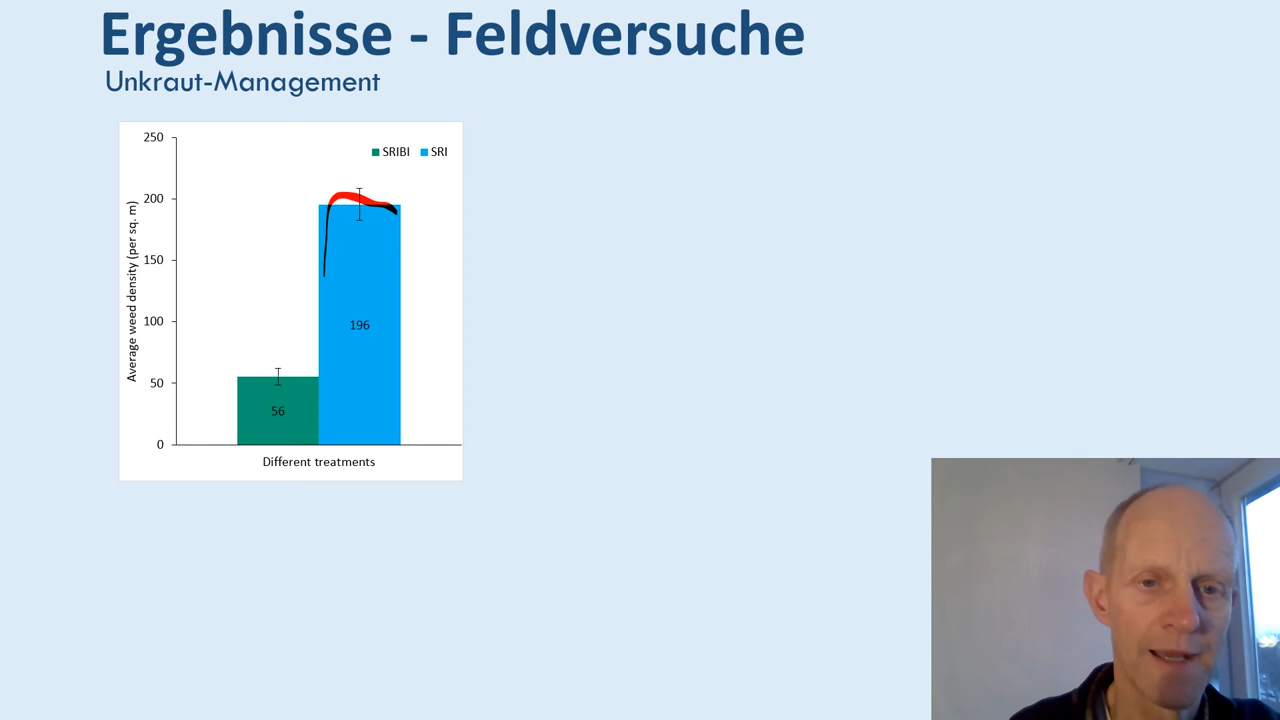 Ergebnisse - Feldversuche
Unkraut-Management
250
SRIBI SRI
200
150
100
50
0
Average weed density (per sq. m)
196
56
Different treatments